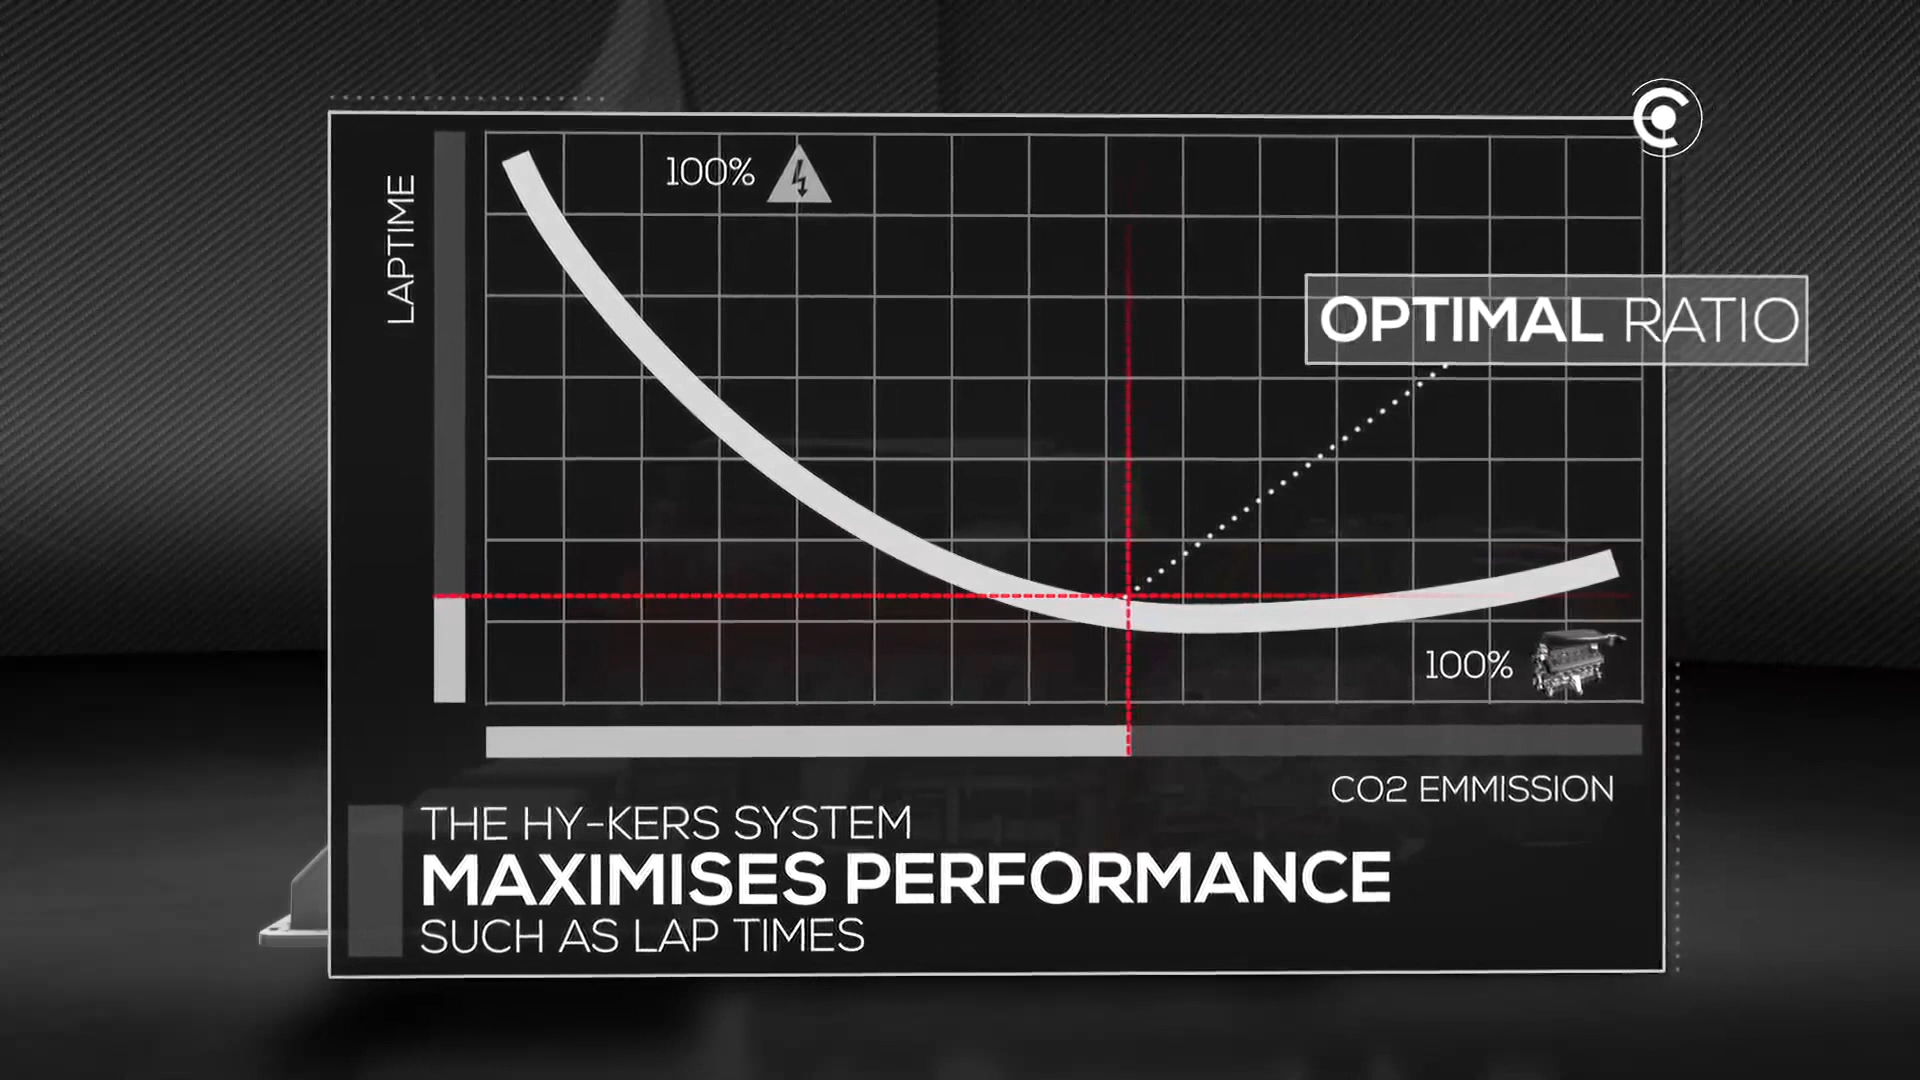 100%
LAPTIME
OPTIMAL RATIO
100%
CO2 EMMISSION
THE HY-KERS SYSTEM
MAXIMISES PERFORMANCE
SUCH AS LAP TIMES